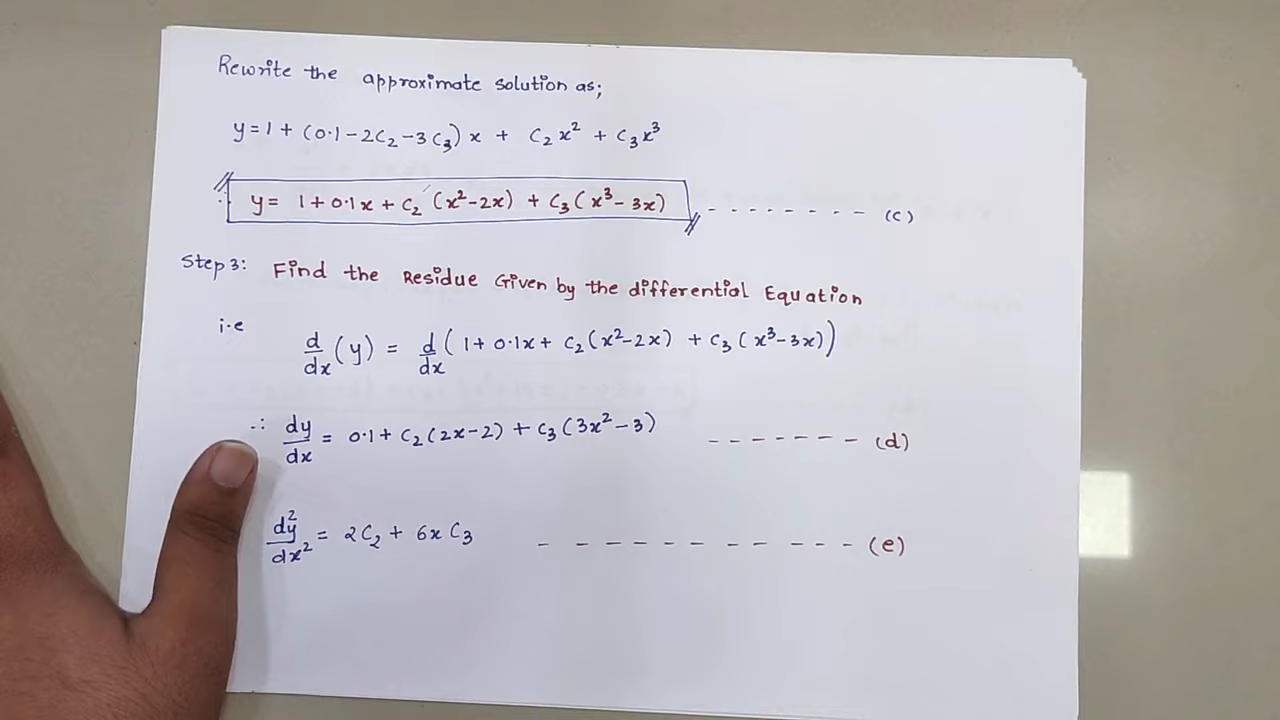 Rewrite the approximate solution as;
y = 1 + (0.1 - 2C₂ - 3C₃) x + C₂x² + C₃x³
∴ y = 1 + 0.1x + C₂ (x² - 2x) + C₃ (x³ - 3x) - - - - - - - - (c)
Step 3: Find the Residue Given by the differential Equation
i.e d/dx (y) = d/dx (1 + 0.1x + C₂ (x² - 2x) + C₃ (x³ - 3x))
∴ dy/dx = 0.1 + C₂ (2x - 2) + C₃ (3x² - 3) - - - - - - - (d)
d²y/dx² = 2C₂ + 6x C₃ - - - - - - - - - - - (e)